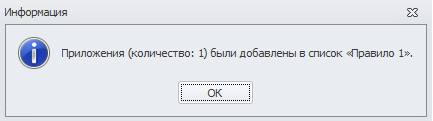 Информация
Приложения (количество: 1) были добавлены в список «Правило 1».
OK